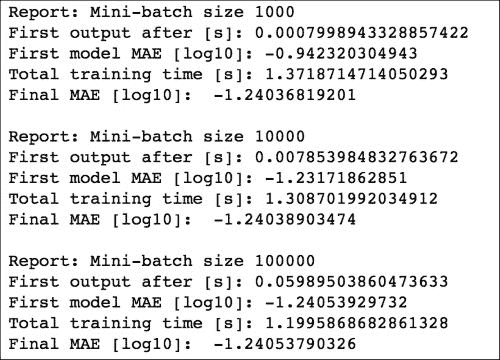 Report: Mini-batch size 1000
First output after [s]: 0.0007998943328857422
First model MAE [log10]: -0.942320304943
Total training time [s]: 1.3718714714050293
Final MAE [log10]:  -1.24036819201
Report: Mini-batch size 10000
First output after [s]: 0.007853984832763672
First model MAE [log10]: -1.23171862851
Total training time [s]: 1.308701992034912
Final MAE [log10]:  -1.24038903474
Report: Mini-batch size 100000
First output after [s]: 0.05989503860473633
First model MAE [log10]: -1.24053929732
Total training time [s]: 1.1995868682861328
Final MAE [log10]:  -1.24053790326